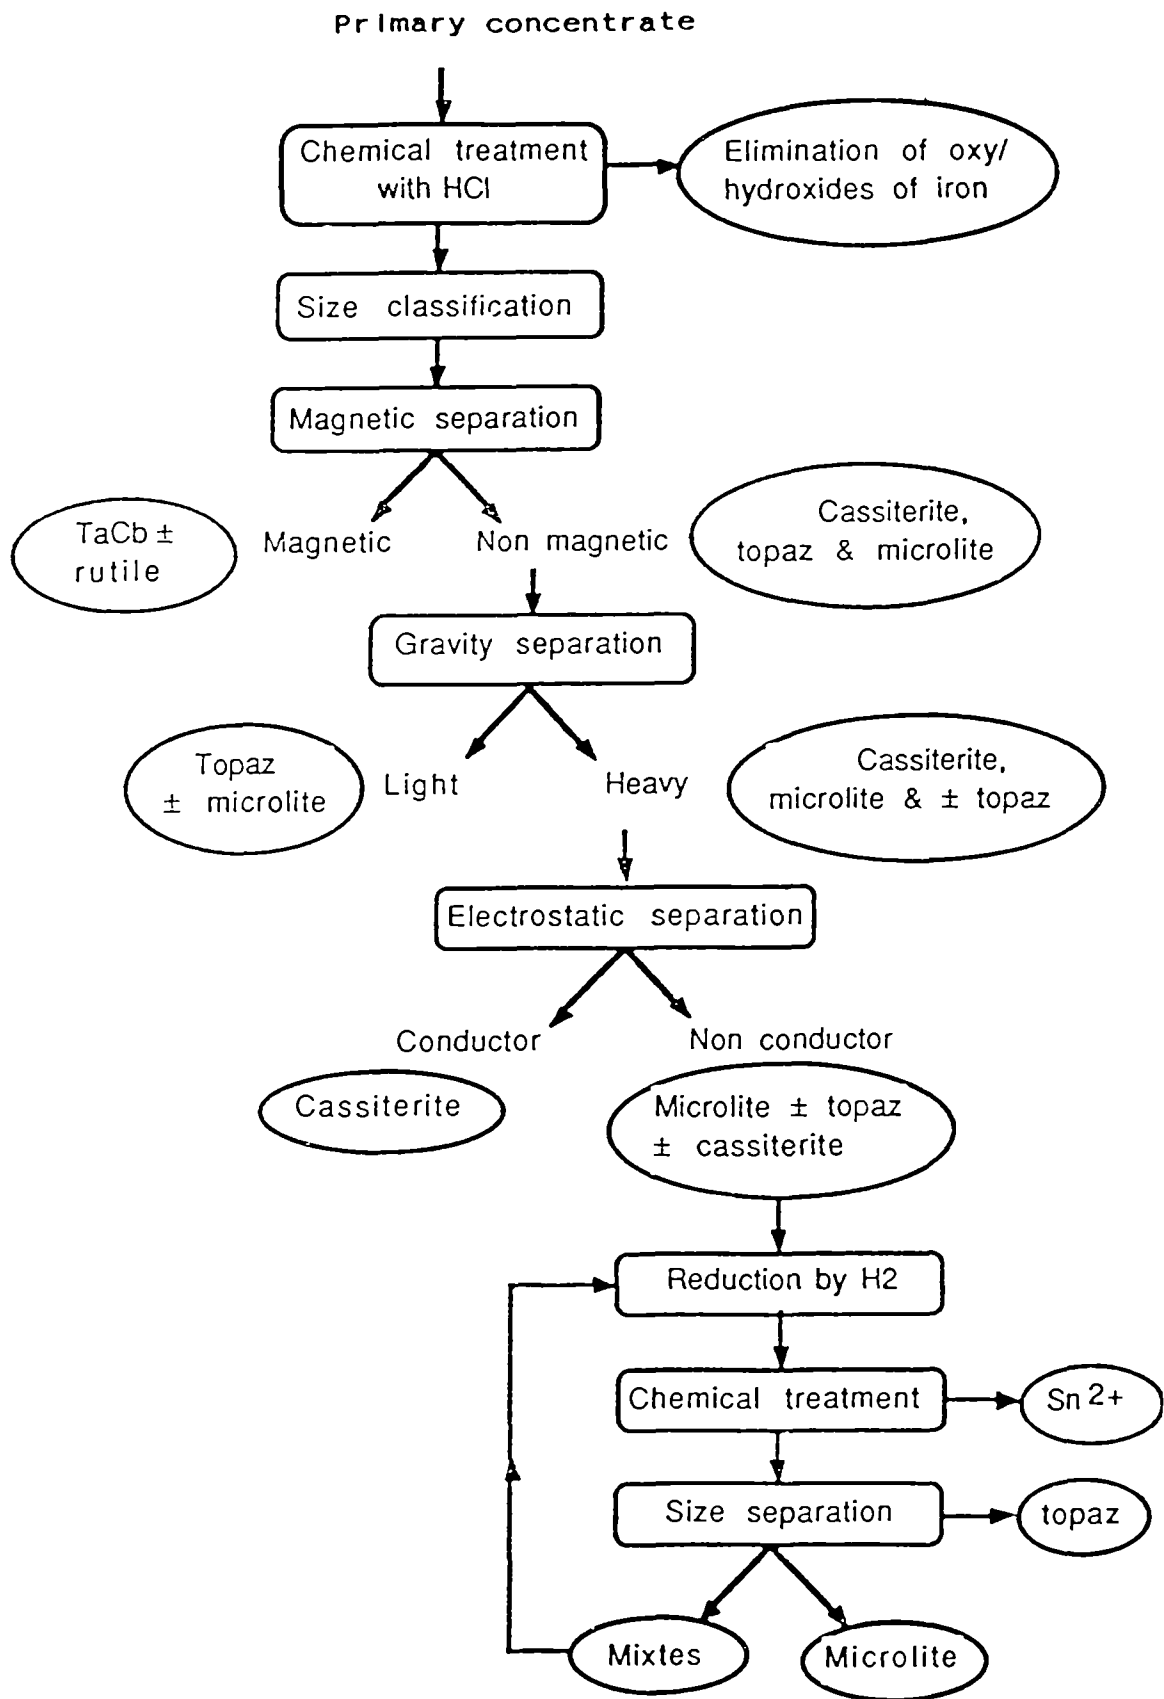 Primary concentrate
Chemical treatment
with HCl
Elimination of oxy/
hydroxides of iron
Size classification
Magnetic separation
TaCb ±
rutile
Magnetic
Non magnetic
Cassiterite,
topaz & microlite
Gravity separation
Topaz
± microlite
Light
Heavy
Cassiterite,
microlite & ± topaz
Electrostatic separation
Conductor
Non conductor
Cassiterite
Microlite ± topaz
± cassiterite
Reduction by H2
Chemical treatment
Sn 2+
Size separation
topaz
Mixtes
Microlite